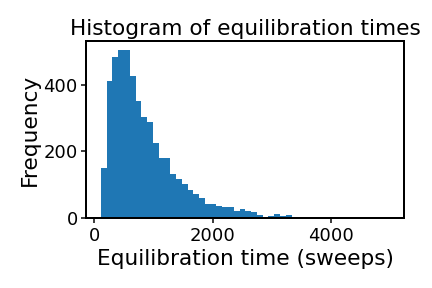 Histogram of equilibration times
Frequency
400
200
0
0 2000 4000
Equilibration time (sweeps)